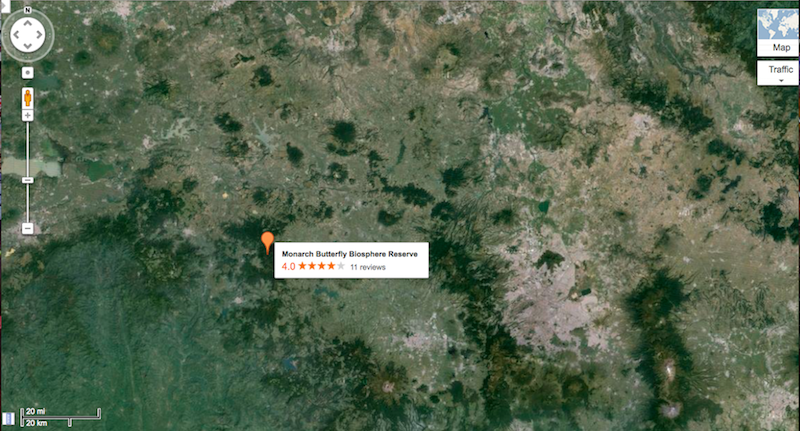 N
Map
Traffic
Monarch Butterfly Biosphere Reserve
4.0 11 reviews
20 mi
20 km